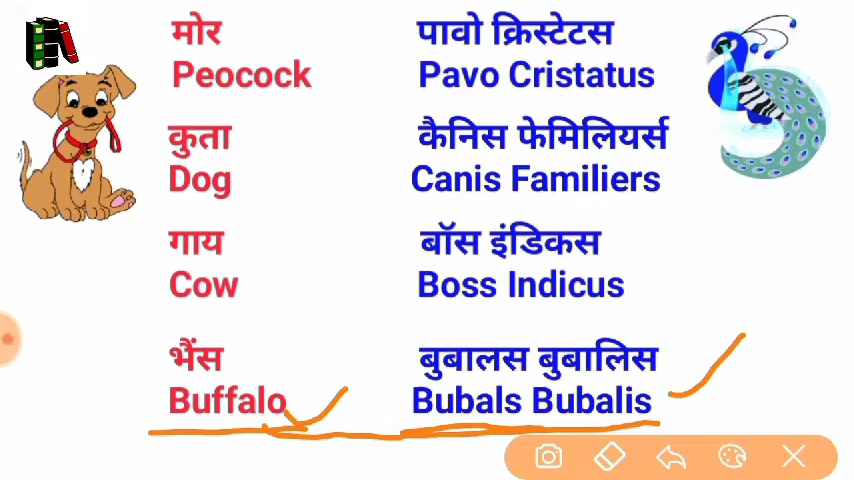 मोर पावो क्रिस्टेटस
Peocock Pavo Cristatus
कुता कैनिस फेमिलियर्स
Dog Canis Familiers
गाय बॉस इंडिकस
Cow Boss Indicus
भैंस बुबालस बुबालिस
Buffalo Bubals Bubalis